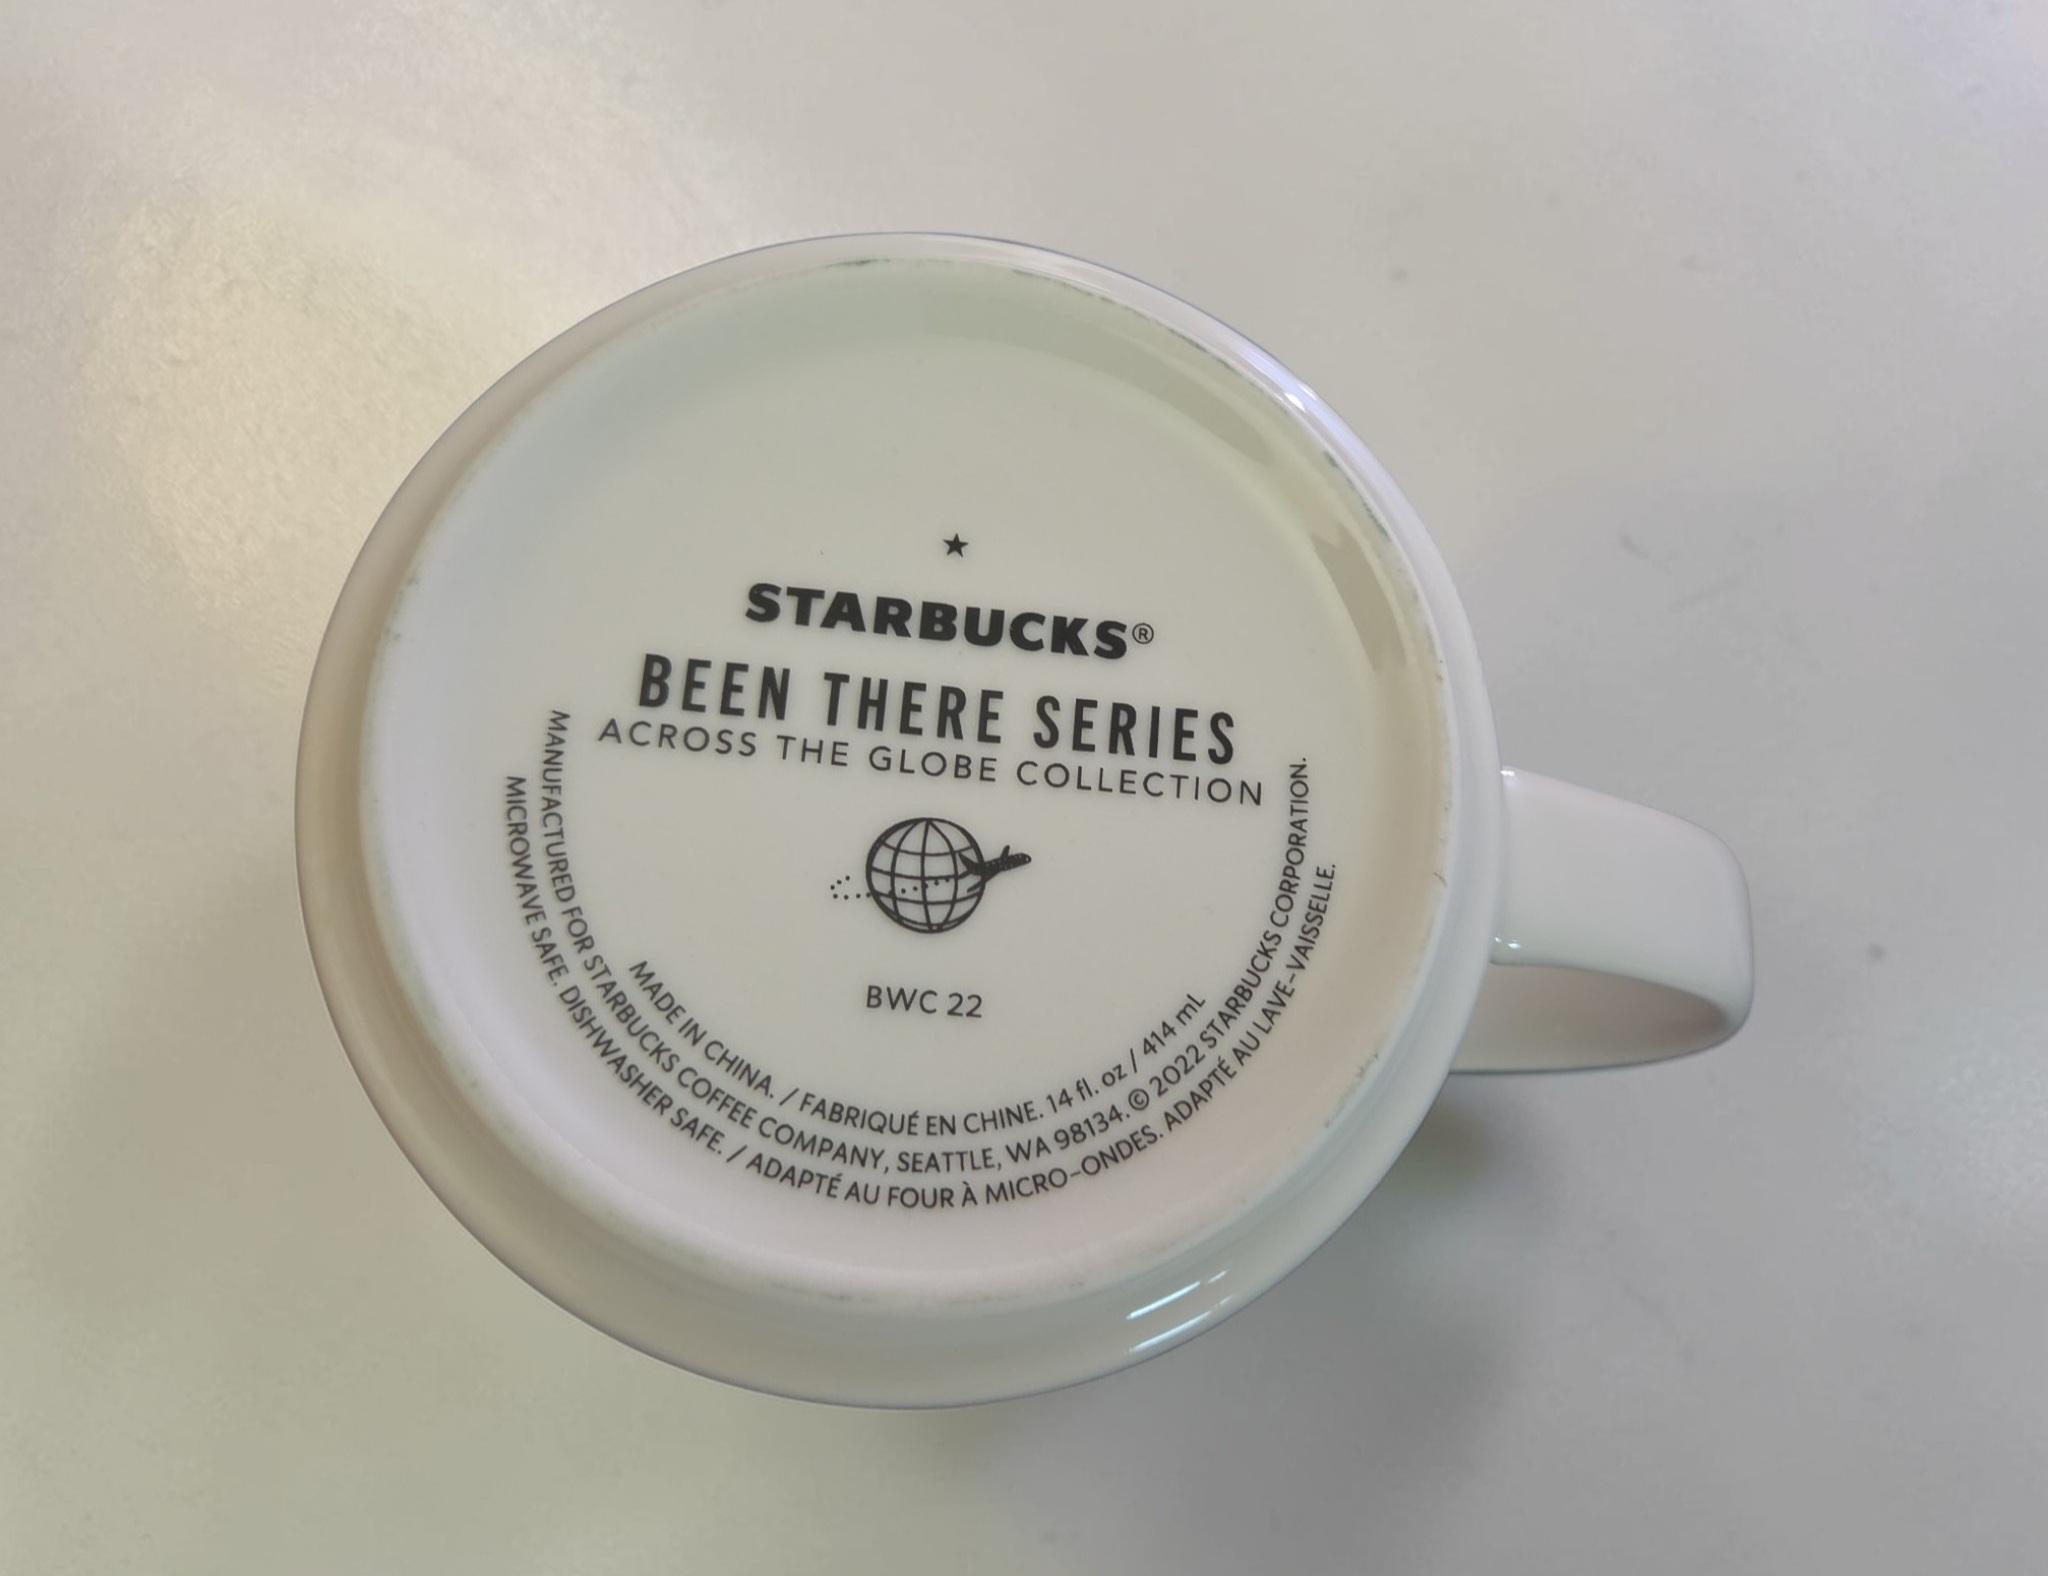 STARBUCKS®
BEEN THERE SERIES
ACROSS THE GLOBE COLLECTION
BWC 22
MADE IN CHINA. / FABRIQUÉ EN CHINE. 14 fl. oz / 414 mL
MANUFACTURED FOR STARBUCKS COFFEE COMPANY, SEATTLE, WA 98134. © 2022 STARBUCKS CORPORATION.
MICROWAVE SAFE. DISHWASHER SAFE. / ADAPTÉ AU FOUR À MICRO-ONDES. ADAPTÉ AU LAVE-VAISSELLE.